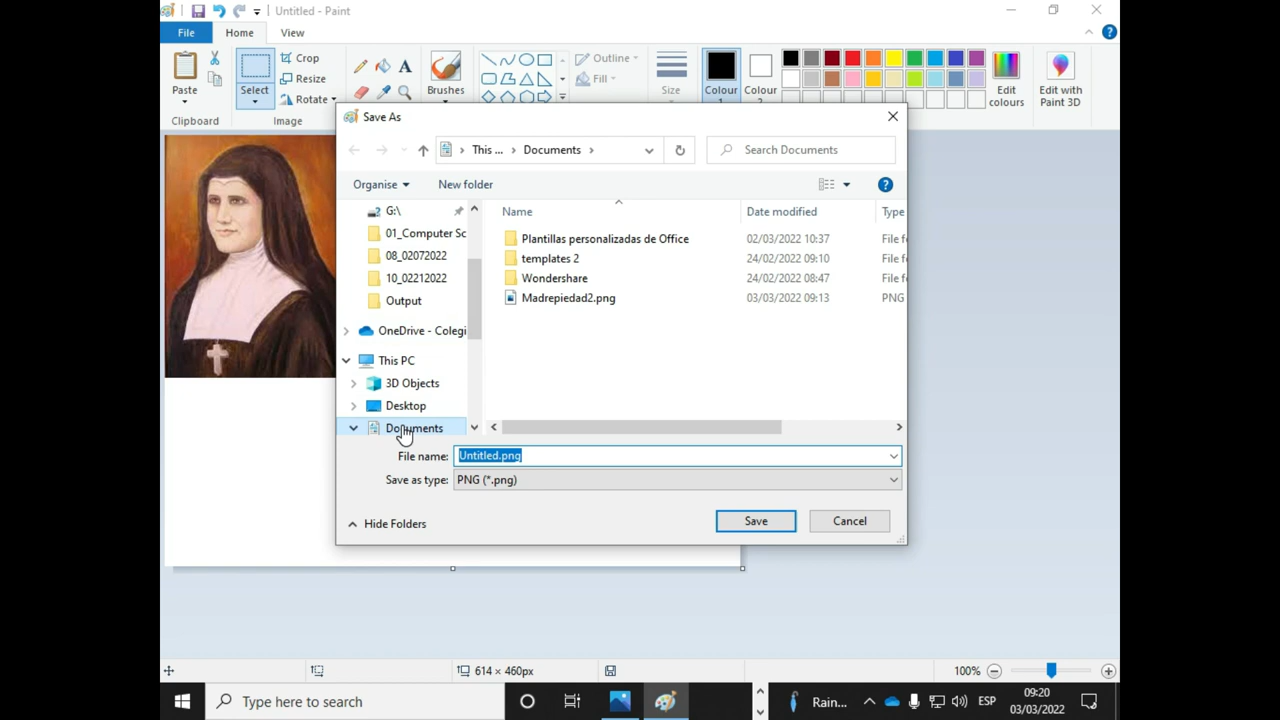 Untitled - Paint
File
Home
View
Paste
Clipboard
Select
Crop
Resize
Rotate
Image
A
Brushes
Outline
Fill
Size
Colour
1
Colour
2
Edit
colours
Edit with
Paint 3D
Save As
This ...
Documents
Search Documents
Organise
New folder
G:\
01_Computer Sc
08_02072022
10_02212022
Output
OneDrive - Colegi
This PC
3D Objects
Desktop
Documents
Name
Date modified
Type
Plantillas personalizadas de Office
02/03/2022 10:37
File f
templates 2
24/02/2022 09:10
File f
Wondershare
24/02/2022 08:47
File f
Madrepiedad2.png
03/03/2022 09:13
PNG
File name:
Untitled.png
Save as type:
PNG (*.png)
Hide Folders
Save
Cancel
614 × 460px
100%
Type here to search
Rain...
ESP
09:20
03/03/2022